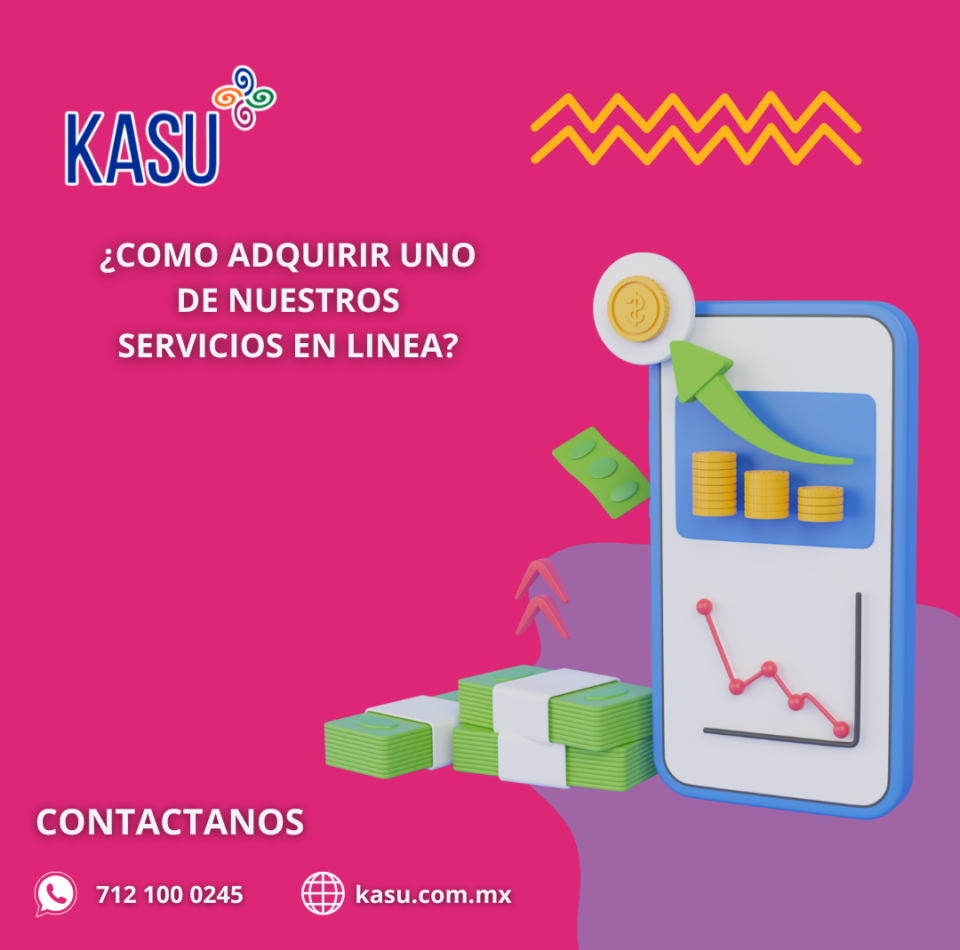 KASU
¿COMO ADQUIRIR UNO
DE NUESTROS
SERVICIOS EN LINEA?
CONTACTANOS
712 100 0245
kasu.com.mx